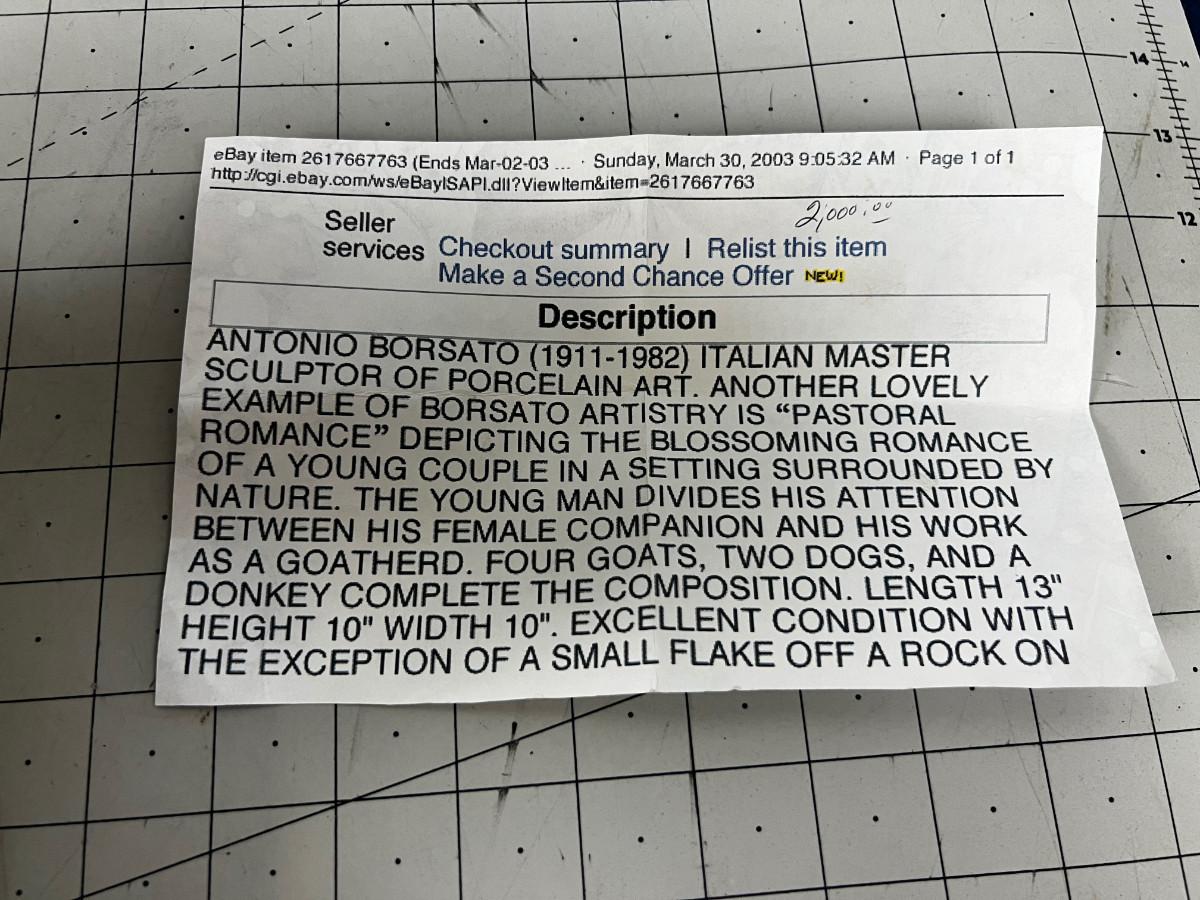 eBay item 2617667763 (Ends Mar-02-03 ... · Sunday, March 30, 2003 9:05:32 AM · Page 1 of 1
http://cgi.ebay.com/ws/eBayISAPI.dll?ViewItem&item=2617667763
2,000.00
Seller
services Checkout summary | Relist this item
Make a Second Chance Offer NEW!
Description
ANTONIO BORSATO (1911-1982) ITALIAN MASTER
SCULPTOR OF PORCELAIN ART. ANOTHER LOVELY
EXAMPLE OF BORSATO ARTISTRY IS “PASTORAL
ROMANCE” DEPICTING THE BLOSSOMING ROMANCE
OF A YOUNG COUPLE IN A SETTING SURROUNDED BY
NATURE. THE YOUNG MAN DIVIDES HIS ATTENTION
BETWEEN HIS FEMALE COMPANION AND HIS WORK
AS A GOATHERD. FOUR GOATS, TWO DOGS, AND A
DONKEY COMPLETE THE COMPOSITION. LENGTH 13"
HEIGHT 10" WIDTH 10". EXCELLENT CONDITION WITH
THE EXCEPTION OF A SMALL FLAKE OFF A ROCK ON
14
14
13
12